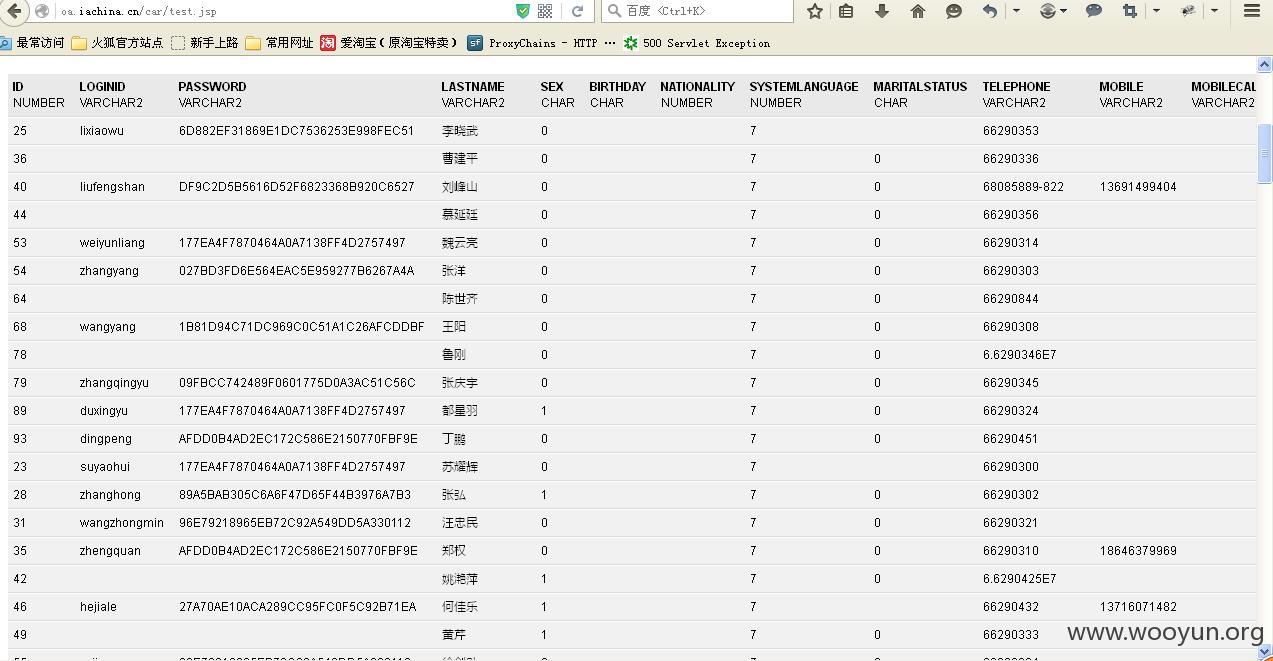 oa.iachina.cn/car/test.jsp
百度 <Ctrl+K>
最常访问 火狐官方站点 新手上路 常用网址 爱淘宝(原淘宝特卖) ProxyChains - HTTP ... 500 Servlet Exception
ID LOGINID PASSWORD LASTNAME SEX BIRTHDAY NATIONALITY SYSTEMLANGUAGE MARITALSTATUS TELEPHONE MOBILE MOBILECAL
NUMBER VARCHAR2 VARCHAR2 VARCHAR2 CHAR CHAR NUMBER NUMBER CHAR VARCHAR2 VARCHAR2 VARCHAR2
25 lixiaowu 6D882EF31869E1DC7536253E998FEC51 李晓武 0 7 66290353
36 曹建平 0 7 0 66290336
40 liufengshan DF9C2D5B5616D52F6823368B920C6527 刘峰山 0 7 0 68085889-822 13691499404
44 慕延廷 0 7 0 66290356
53 weiyunliang 177EA4F7870464A0A7138FF4D2757497 魏云亮 0 7 0 66290314
54 zhangyang 027BD3FD6E564EAC5E959277B6267A4A 张洋 0 7 0 66290303
64 陈世齐 0 7 0 66290844
68 wangyang 1B81D94C71DC969C0C51A1C26AFCDDBF 王阳 0 7 0 66290308
78 鲁刚 0 7 0 6.6290346E7
79 zhangqingyu 09FBCC742489F0601775D0A3AC51C56C 张庆宇 0 7 0 66290345
89 duxingyu 177EA4F7870464A0A7138FF4D2757497 都星羽 1 7 0 66290324
93 dingpeng AFDD0B4AD2EC172C586E2150770FBF9E 丁鹏 0 7 0 66290451
23 suyaohui 177EA4F7870464A0A7138FF4D2757497 苏耀辉 0 7 66290300
28 zhanghong 89A5BAB305C6A6F47D65F44B3976A7B3 张弘 1 7 0 66290302
31 wangzhongmin 96E79218965EB72C92A549DD5A330112 汪忠民 0 7 0 66290321
35 zhengquan AFDD0B4AD2EC172C586E2150770FBF9E 郑权 0 7 0 66290310 18646379969
42 姚滟萍 1 7 0 6.6290425E7
46 hejiale 27A70AE10ACA289CC95FC0F5C92B71EA 何佳乐 1 7 0 66290432 13716071482
49 黄芹 1 7 0 66290333
www.wooyun.org